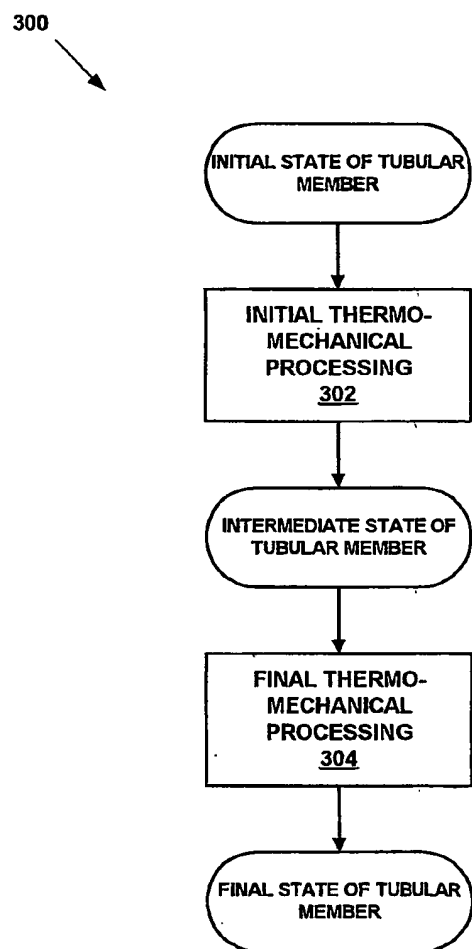 300
INITIAL STATE OF TUBULAR
MEMBER
INITIAL THERMO-
MECHANICAL
PROCESSING
302
INTERMEDIATE STATE OF
TUBULAR MEMBER
FINAL THERMO-
MECHANICAL
PROCESSING
304
FINAL STATE OF TUBULAR
MEMBER